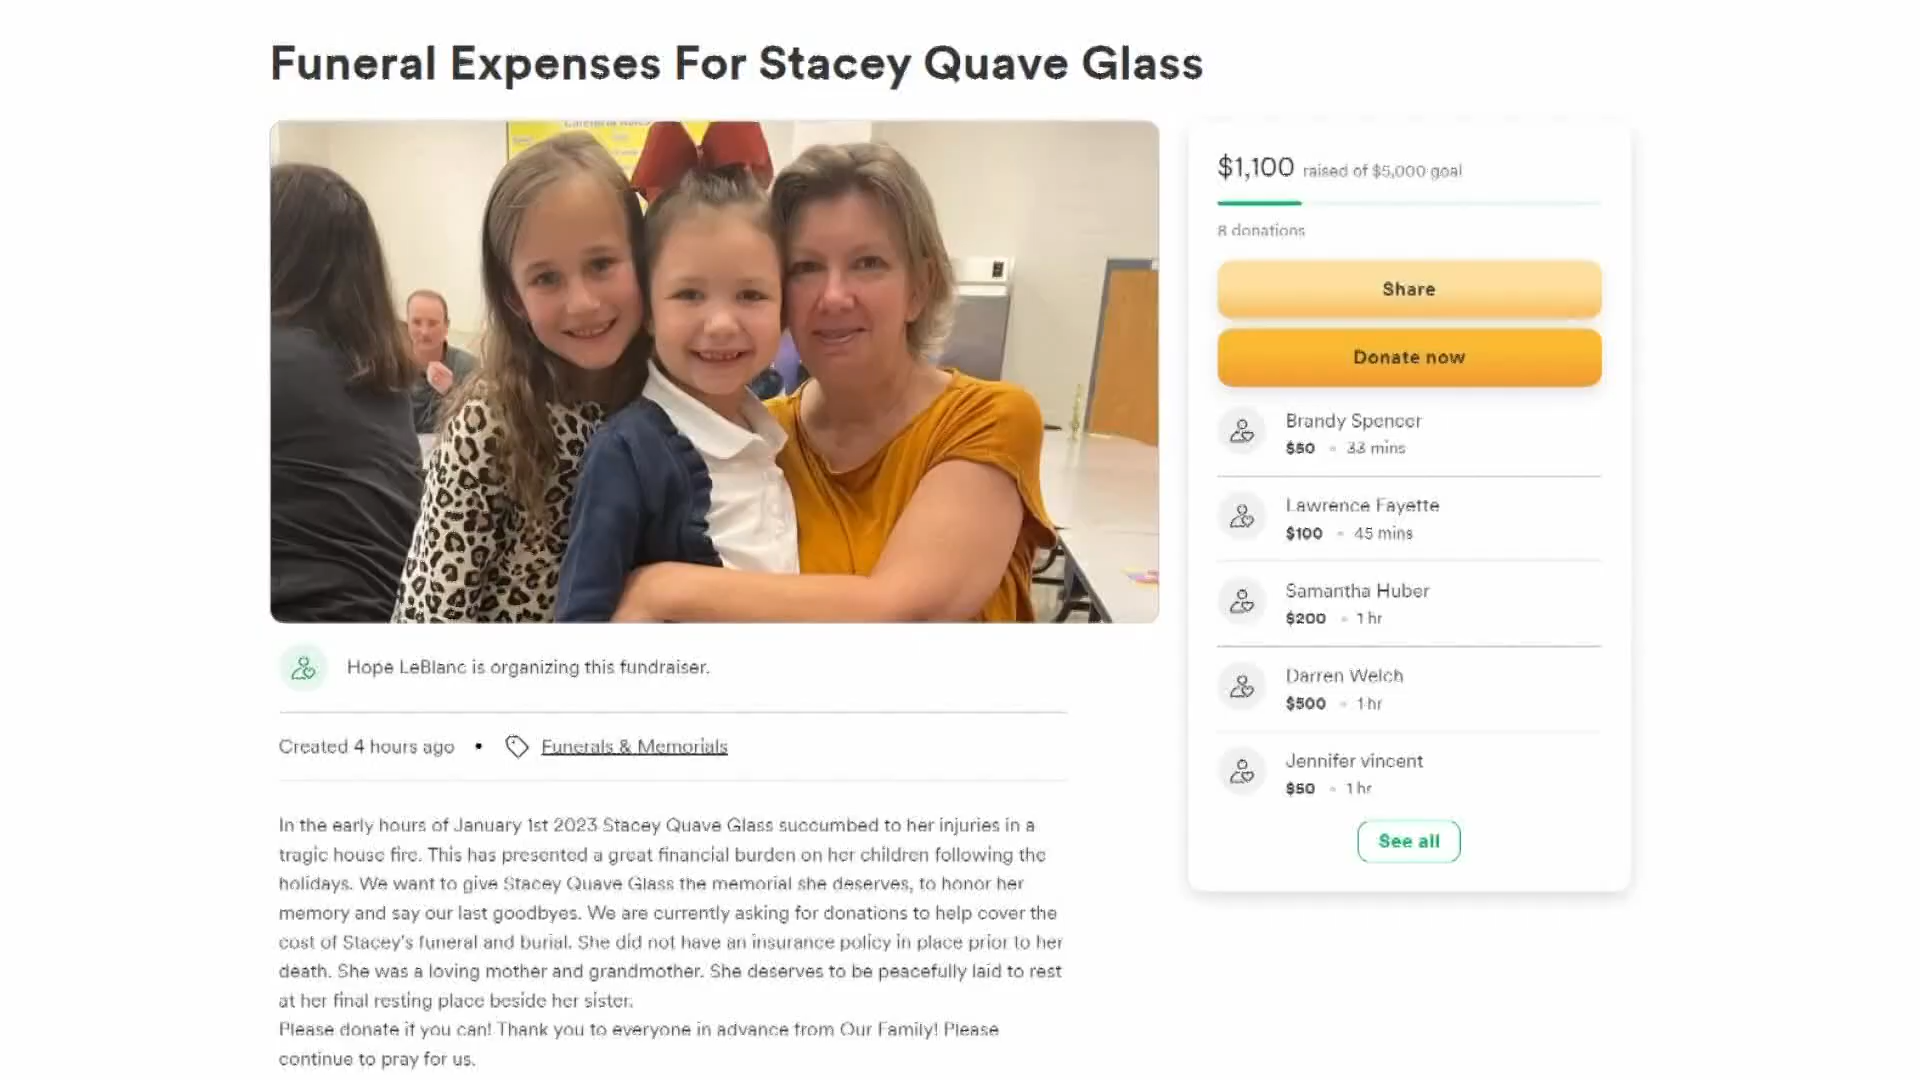 Funeral Expenses For Stacey Quave Glass
$1,100 raised of $5,000 goal
8 donations
Share
Donate now
Brandy Spencer
$50 • 33 mins
Lawrence Fayette
$100 • 45 mins
Samantha Huber
$200 • 1 hr
Darren Welch
$500 • 1 hr
Jennifer vincent
$50 • 1 hr
See all
Hope LeBlanc is organizing this fundraiser.
Created 4 hours ago • Funerals & Memorials
In the early hours of January 1st 2023 Stacey Quave Glass succumbed to her injuries in a
tragic house fire. This has presented a great financial burden on her children following the
holidays. We want to give Stacey Quave Glass the memorial she deserves, to honor her
memory and say our last goodbyes. We are currently asking for donations to help cover the
cost of Stacey's funeral and burial. She did not have an insurance policy in place prior to her
death. She was a loving mother and grandmother. She deserves to be peacefully laid to rest
at her final resting place beside her sister.
Please donate if you can! Thank you to everyone in advance from Our Family! Please
continue to pray for us.